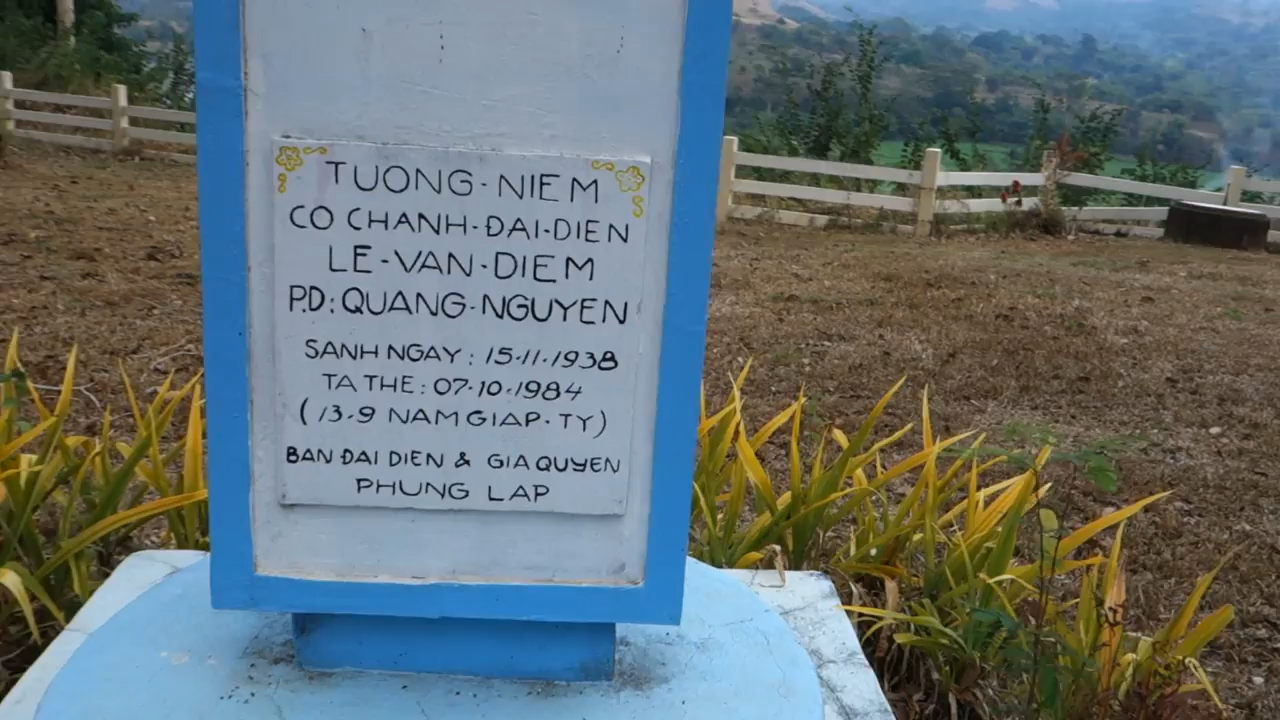 TUONG-NIEM
CO CHANH-ĐAI-DIEN
LE-VAN-DIEM
P.D: QUANG-NGUYEN
SANH NGAY: 15-11-1938
TA THE: 07-10-1984
(13-9 NAM GIAP-TY)
BAN ĐAI DIEN & GIA QUYEN
PHUNG LAP